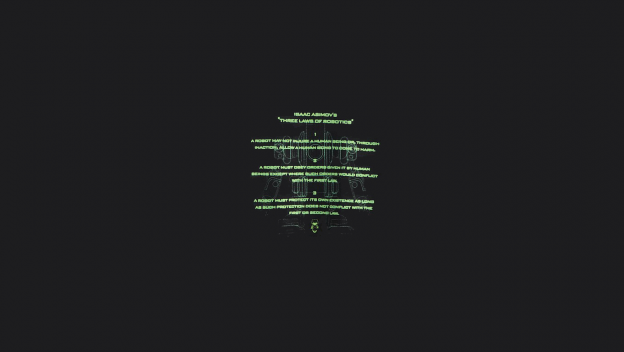 ISAAC ASIMOV'S
"THREE LAWS OF ROBOTICS"
1
A ROBOT MAY NOT INJURE A HUMAN BEING OR, THROUGH
INACTION, ALLOW A HUMAN BEING TO COME TO HARM.
2
A ROBOT MUST OBEY ORDERS GIVEN IT BY HUMAN
BEINGS EXCEPT WHERE SUCH ORDERS WOULD CONFLICT
WITH THE FIRST LAW.
3
A ROBOT MUST PROTECT ITS OWN EXISTENCE AS LONG
AS SUCH PROTECTION DOES NOT CONFLICT WITH THE
FIRST OR SECOND LAW.